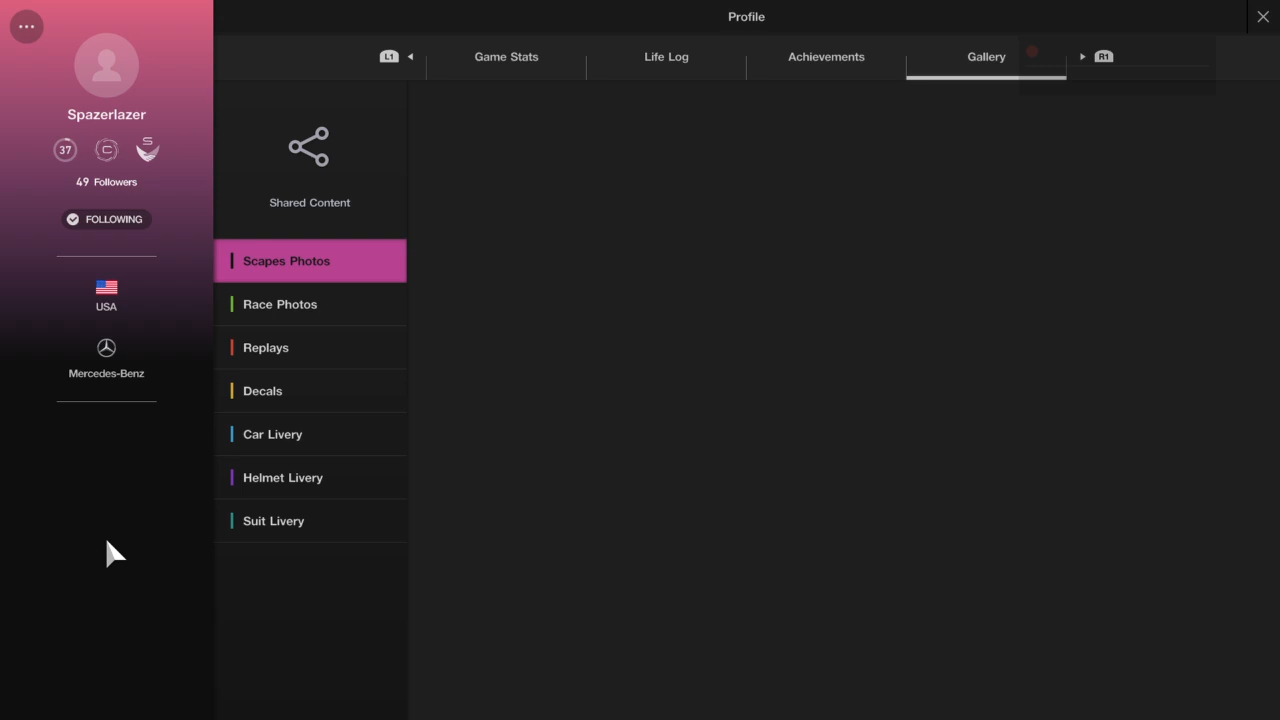 Profile
L1
Game Stats
Life Log
Achievements
Gallery
R1
Spazerlazer
37
C
S
49 Followers
FOLLOWING
USA
Mercedes-Benz
Shared Content
Scapes Photos
Race Photos
Replays
Decals
Car Livery
Helmet Livery
Suit Livery